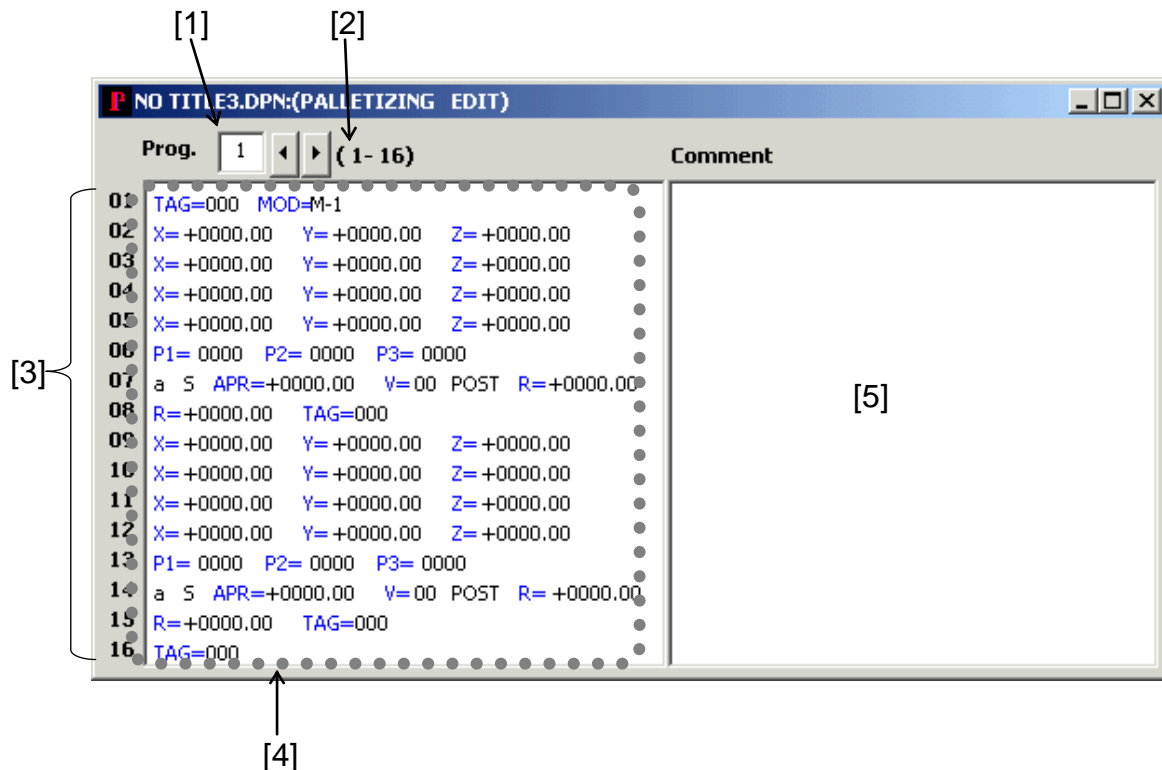 [1] [2]
NO TITLE3.DPN:(PALLETIZING EDIT)
Prog. 1 ( 1- 16) Comment
01 TAG=000 MOD=M-1
02 X= +0000.00 Y= +0000.00 Z= +0000.00
03 X= +0000.00 Y= +0000.00 Z= +0000.00
04 X= +0000.00 Y= +0000.00 Z= +0000.00
05 X= +0000.00 Y= +0000.00 Z= +0000.00
06 P1= 0000 P2= 0000 P3= 0000
[3]
07 a S APR=+0000.00 V=00 POST R=+0000.00
[5]
08 R=+0000.00 TAG=000
09 X= +0000.00 Y= +0000.00 Z= +0000.00
10 X= +0000.00 Y= +0000.00 Z= +0000.00
11 X= +0000.00 Y= +0000.00 Z= +0000.00
12 X= +0000.00 Y= +0000.00 Z= +0000.00
13 P1= 0000 P2= 0000 P3= 0000
14 a S APR=+0000.00 V=00 POST R= +0000.00
15 R=+0000.00 TAG=000
16 TAG=000
[4]